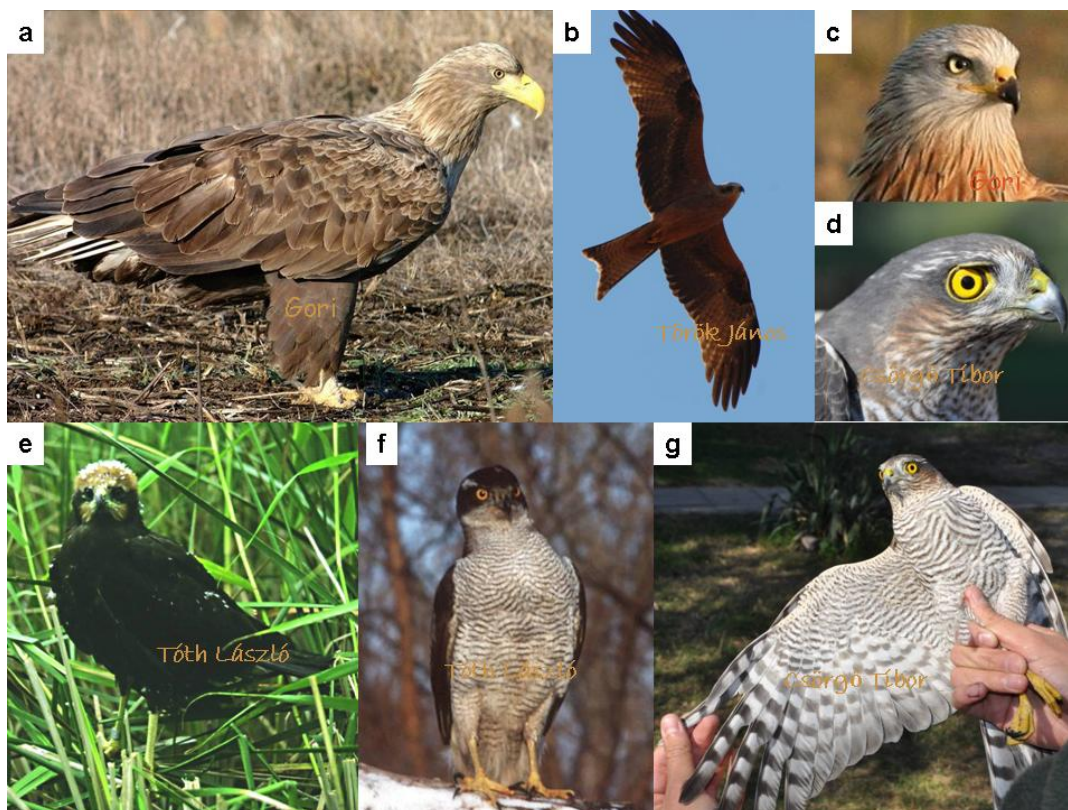 a
b
c
d
e
f
g
Gori
Török János
Gori
Csörgő Tibor
Tóth László
Tóth László
Csörgő Tibor